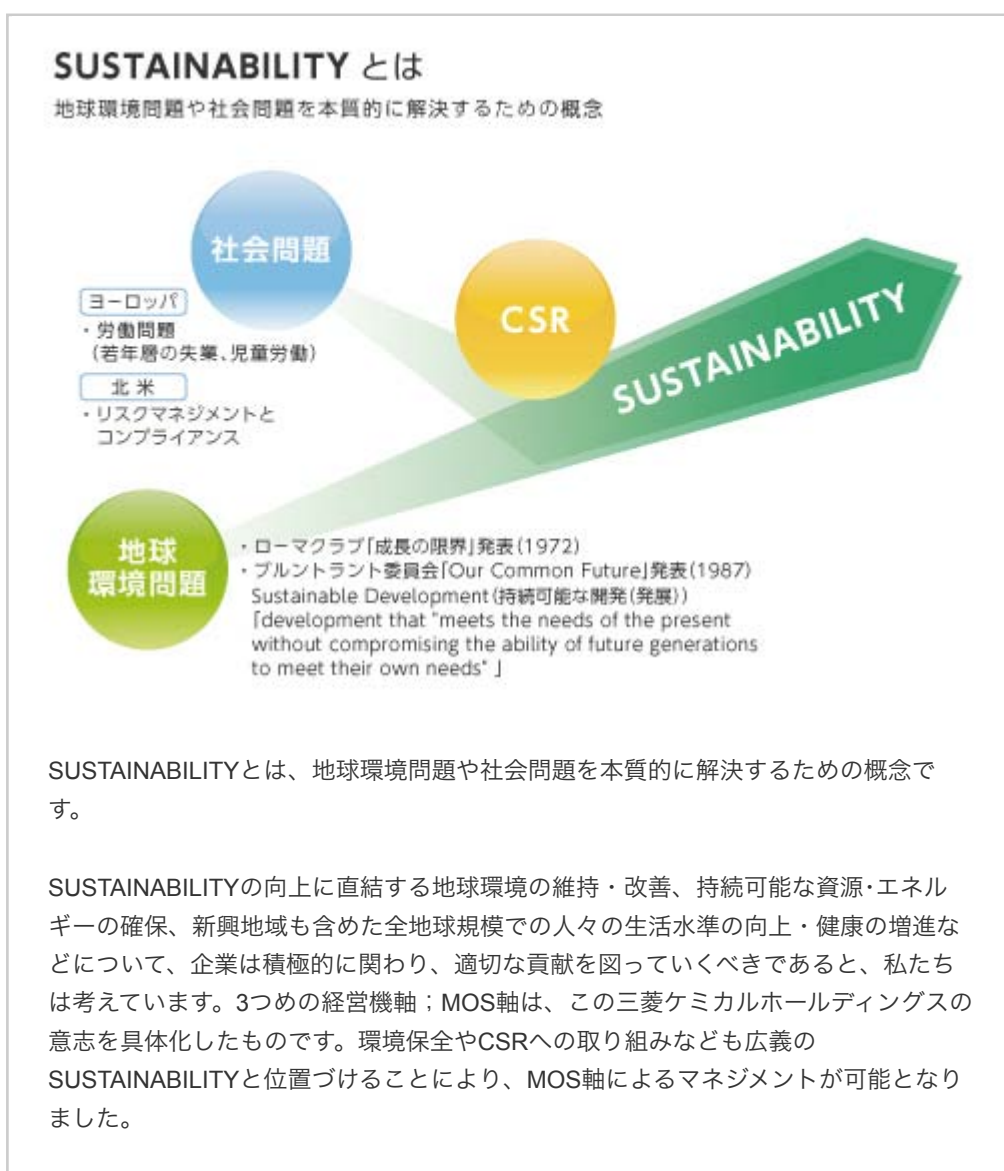 SUSTAINABILITY とは
地球環境問題や社会問題を本質的に解決するための概念
社会問題
ヨーロッパ
・労働問題
(若年層の失業、児童労働)
北米
・リスクマネジメントと
コンプライアンス
CSR
SUSTAINABILITY
地球
環境問題
・ローマクラブ「成長の限界」発表(1972)
・ブルントラント委員会「Our Common Future」発表(1987)
Sustainable Development(持続可能な開発(発展))
「development that "meets the needs of the present
without compromising the ability of future generations
to meet their own needs" 」
SUSTAINABILITYとは、地球環境問題や社会問題を本質的に解決するための概念で
す。
SUSTAINABILITYの向上に直結する地球環境の維持・改善、持続可能な資源･エネル
ギーの確保、新興地域も含めた全地球規模での人々の生活水準の向上・健康の増進な
どについて、企業は積極的に関わり、適切な貢献を図っていくべきであると、私たち
は考えています。3つめの経営機軸；MOS軸は、この三菱ケミカルホールディングスの
意志を具体化したものです。環境保全やCSRへの取り組みなども広義の
SUSTAINABILITYと位置づけることにより、MOS軸によるマネジメントが可能となり
ました。